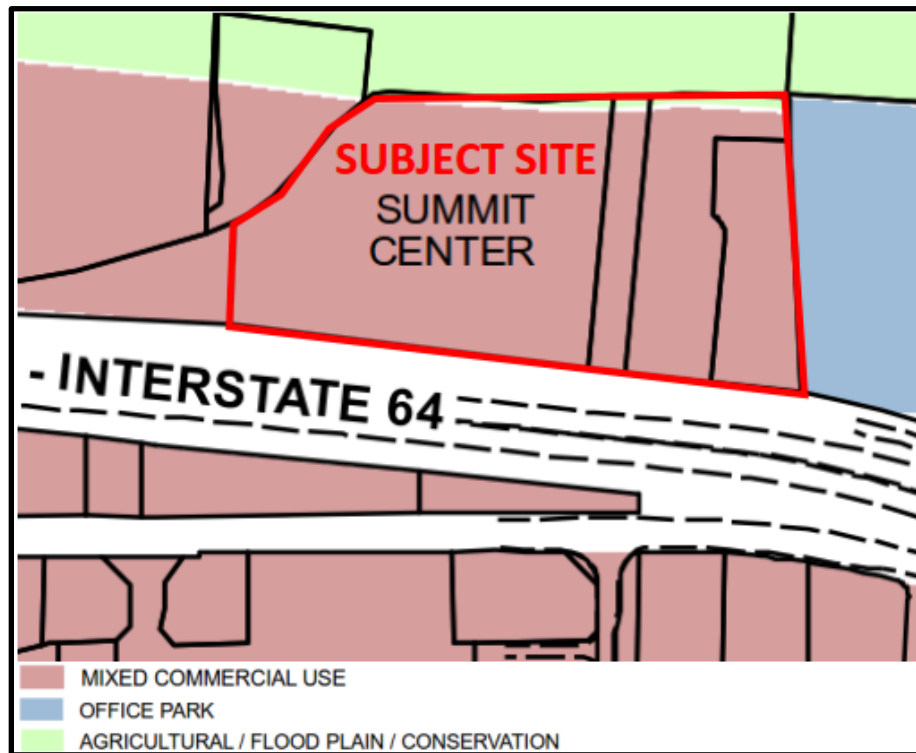 SUBJECT SITE
SUMMIT
CENTER
- INTERSTATE 64
MIXED COMMERCIAL USE
OFFICE PARK
AGRICULTURAL / FLOOD PLAIN / CONSERVATION